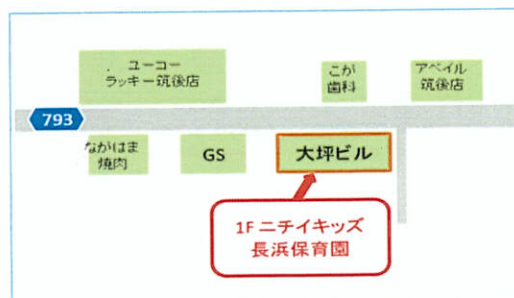 ユーコー
ラッキー筑後店
こが
歯科
アベイル
筑後店
793
ながはま
焼肉
GS
大坪ビル
1F ニチイキッズ
長浜保育園